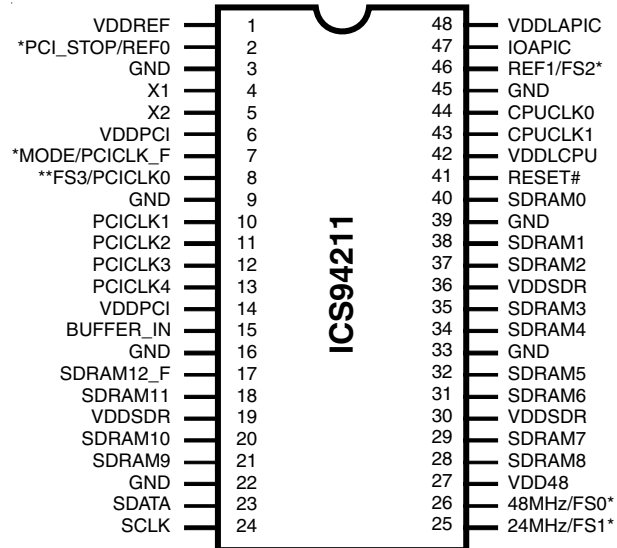 VDDREF 1 48 VDDLAPIC
*PCI_STOP/REF0 2 47 IOAPIC
GND 3 46 REF1/FS2*
X1 4 45 GND
X2 5 44 CPUCLK0
VDDPCI 6 43 CPUCLK1
*MODE/PCICLK_F 7 42 VDDLCPU
**FS3/PCICLK0 8 41 RESET#
GND 9 40 SDRAM0
PCICLK1 10 39 GND
PCICLK2 11 38 SDRAM1
PCICLK3 12 37 SDRAM2
PCICLK4 13 36 VDDSDR
VDDPCI 14 35 SDRAM3
BUFFER_IN 15 34 SDRAM4
GND 16 33 GND
SDRAM12_F 17 32 SDRAM5
SDRAM11 18 31 SDRAM6
VDDSDR 19 30 VDDSDR
SDRAM10 20 29 SDRAM7
SDRAM9 21 28 SDRAM8
GND 22 27 VDD48
SDATA 23 26 48MHz/FS0*
SCLK 24 25 24MHz/FS1*
ICS94211